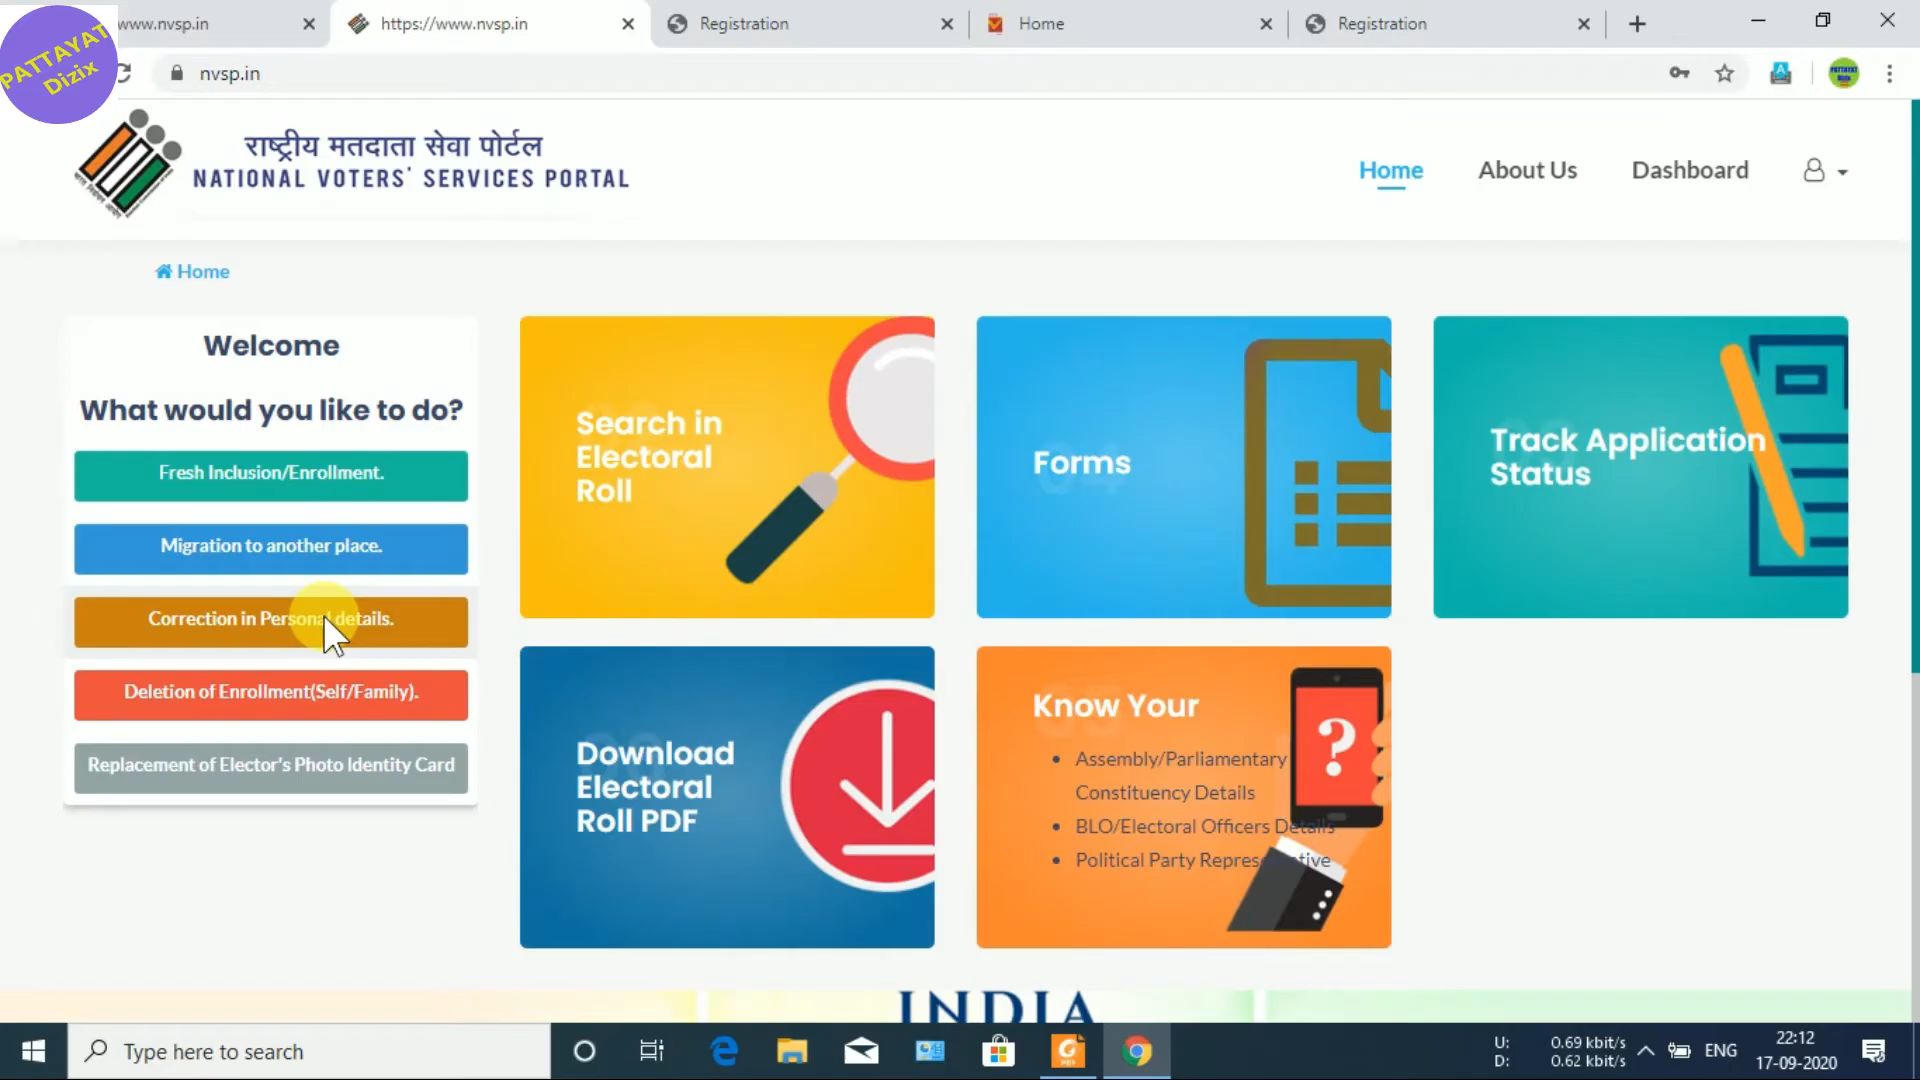 www.nvsp.in
https://www.nvsp.in
Registration
Home
Registration
PATTAYAT
Dizix
nvsp.in
राष्ट्रीय मतदाता सेवा पोर्टल
NATIONAL VOTERS' SERVICES PORTAL
Home
About Us
Dashboard
Home
Welcome
What would you like to do?
Fresh Inclusion/Enrollment.
Migration to another place.
Correction in Personal details.
Deletion of Enrollment(Self/Family).
Replacement of Elector's Photo Identity Card
Search in
Electoral
Roll
Forms
Track Application
Status
Download
Electoral
Roll PDF
Know Your
Assembly/Parliamentary
Constituency Details
BLO/Electoral Officers Details
Political Party
INDIA
Type here to search
U: 0.69 kbit/s
D: 0.62 kbit/s
ENG
22:12
17-09-2020